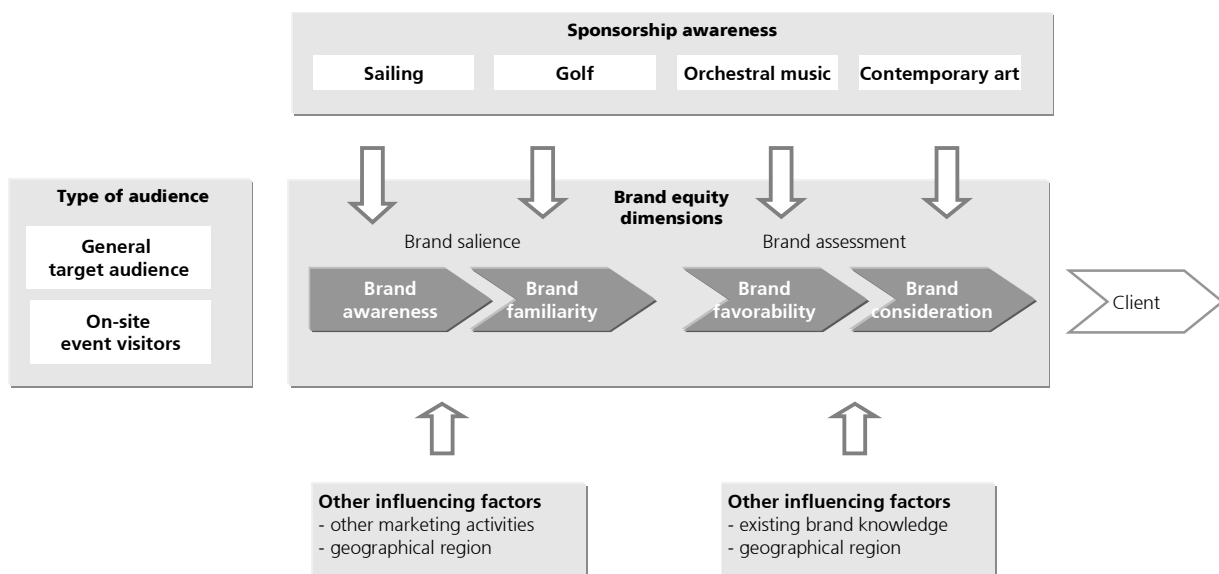 Sponsorship awareness
Sailing
Golf
Orchestral music
Contemporary art
Type of audience
General
target audience
On-site
event visitors
Brand equity
dimensions
Brand salience
Brand assessment
Brand
awareness
Brand
familiarity
Brand
favorability
Brand
consideration
Client
Other influencing factors
- other marketing activities
- geographical region
Other influencing factors
- existing brand knowledge
- geographical region